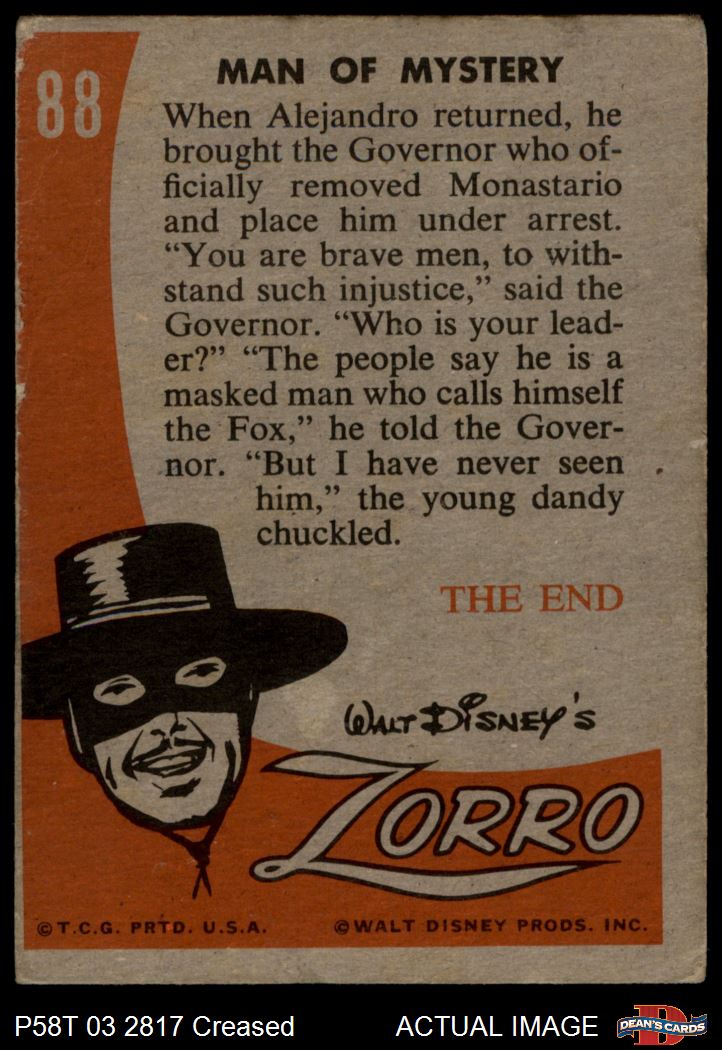 88
MAN OF MYSTERY
When Alejandro returned, he
brought the Governor who of-
ficially removed Monastario
and place him under arrest.
“You are brave men, to with-
stand such injustice,” said the
Governor. “Who is your lead-
er?” “The people say he is a
masked man who calls himself
the Fox,” he told the Gover-
nor. “But I have never seen
him,” the young dandy
chuckled.
THE END
WALT DISNEY'S
ZORRO
©T.C.G. PRTD. U.S.A.
©WALT DISNEY PRODS. INC.
P58T 03 2817 Creased
ACTUAL IMAGE
D
DEAN'S CARDS